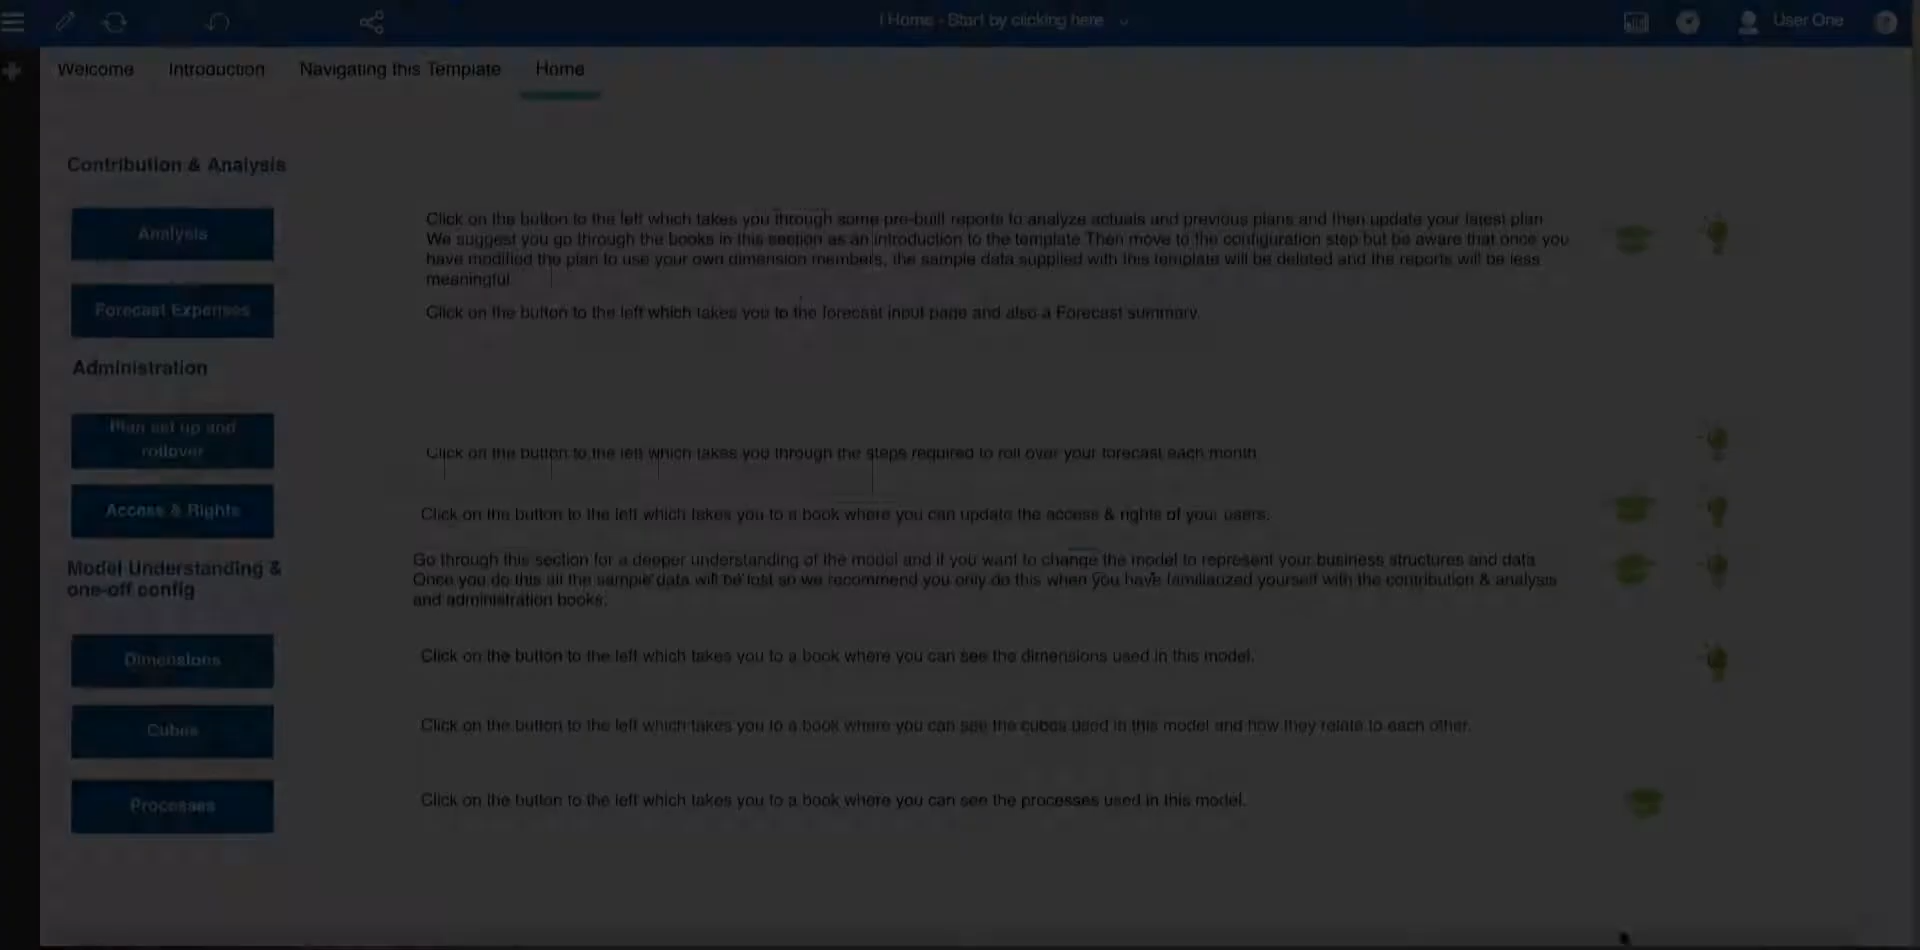 Home - Start by clicking here
User One
Welcome Introduction Navigating this Template Home
Contribution & Analysis
Analysis
Click on the button to the left which takes you through some pre-built reports to analyze actuals and previous plans and then update your latest plan
We suggest you go through the books in this section as an introduction to the template Then move to the configuration step but be aware that once you
have modified the plan to use your own dimension members, the sample data supplied with this template will be deleted and the reports will be less
meaningful
Forecast Expenses
Click on the button to the left which takes you to the forecast input page and also a Forecast summary.
Administration
Plan set up and
rollover
Click on the button to the left which takes you through the steps required to roll over your forecast each month
Access & Rights
Click on the button to the left which takes you to a book where you can update the access & rights of your users.
Model Understanding &
one-off config
Go through this section for a deeper understanding of the model and if you want to change the model to represent your business structures and data
Once you do this all the sample data will be lost so we recommend you only do this when you have familiarized yourself with the contribution & analysis
and administration books.
Dimensions
Click on the button to the left which takes you to a book where you can see the dimensions used in this model.
Cubes
Click on the button to the left which takes you to a book where you can see the cubes used in this model and how they relate to each other.
Processes
Click on the button to the left which takes you to a book where you can see the processes used in this model.